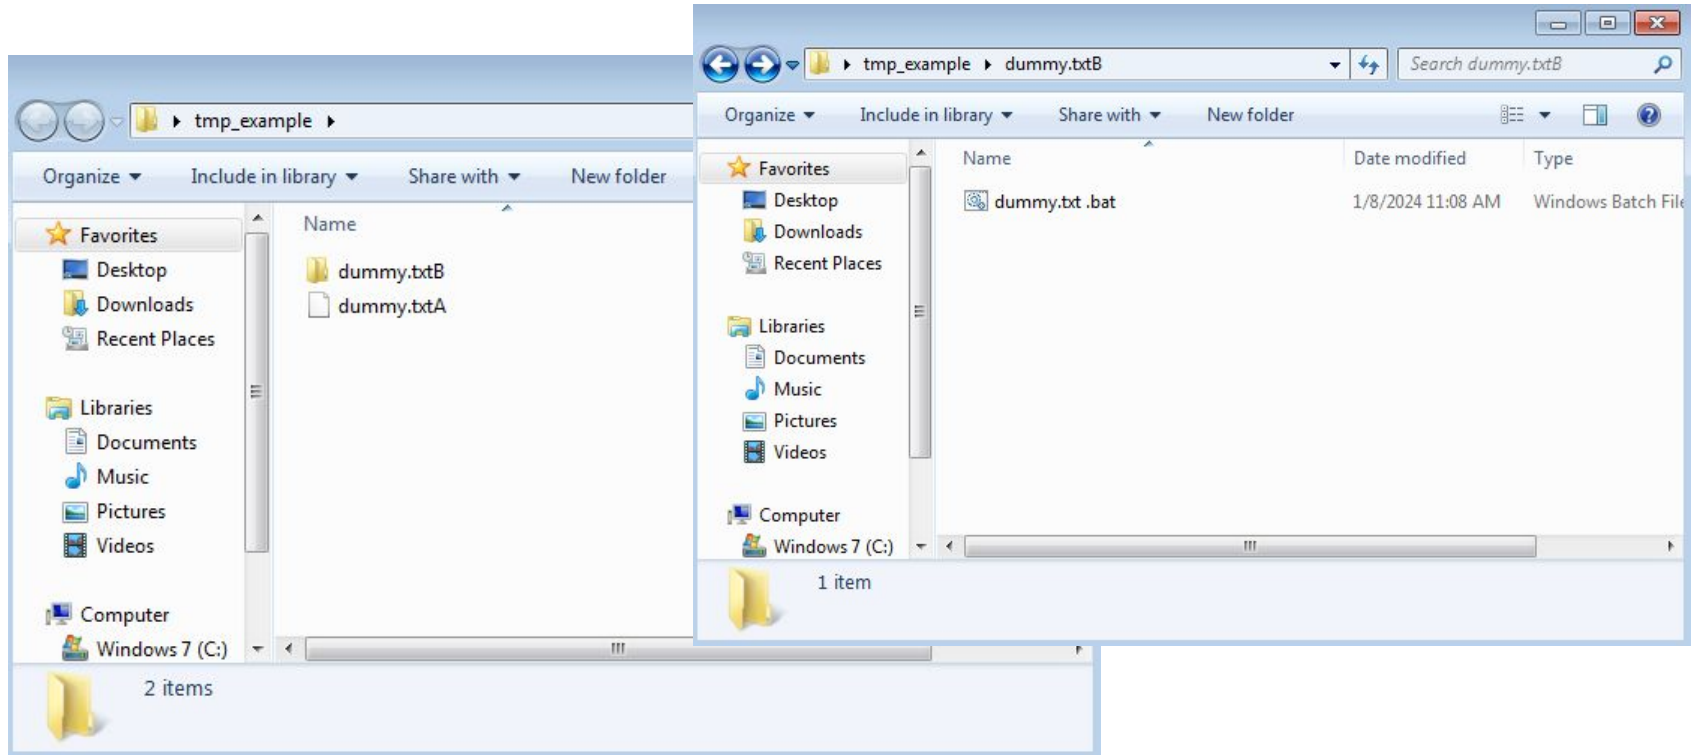 tmp_example
Organize Include in library Share with New folder
Favorites
Desktop
Downloads
Recent Places
Libraries
Documents
Music
Pictures
Videos
Computer
Windows 7 (C:)
Name
dummy.txtB
dummy.txtA
2 items
tmp_example dummy.txtB
Search dummy.txtB
Organize Include in library Share with New folder
Favorites
Desktop
Downloads
Recent Places
Libraries
Documents
Music
Pictures
Videos
Computer
Windows 7 (C:)
Name Date modified Type
dummy.txt .bat 1/8/2024 11:08 AM Windows Batch File
1 item